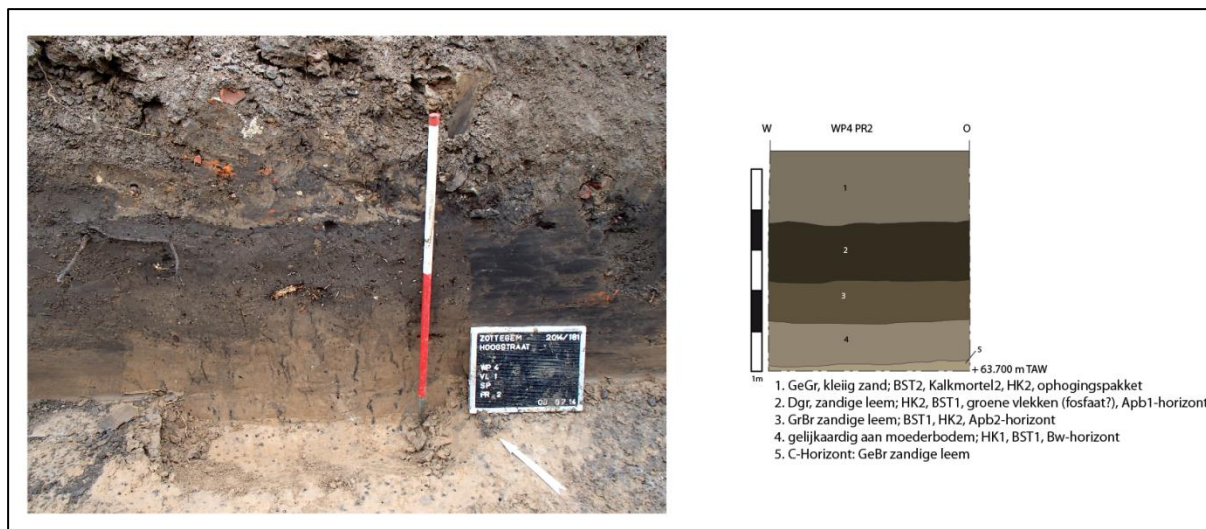 ZOTTEGEM 2014/181
HOOGSTRAAT
WP 4
VL 1
SP
PR 2
W WP4 PR2 O
1
2
3
4
5
+ 63.700 m TAW
1m
1. GeGr, kleiig zand; BST2, Kalkmortel2, HK2, ophogingspakket
2. Dgr, zandige leem; HK2, BST1, groene vlekken (fosfaat?), Apb1-horizont
3. GrBr zandige leem; BST1, HK2, Apb2-horizont
4. gelijkaardig aan moederbodem; HK1, BST1, Bw-horizont
5. C-Horizont: GeBr zandige leem